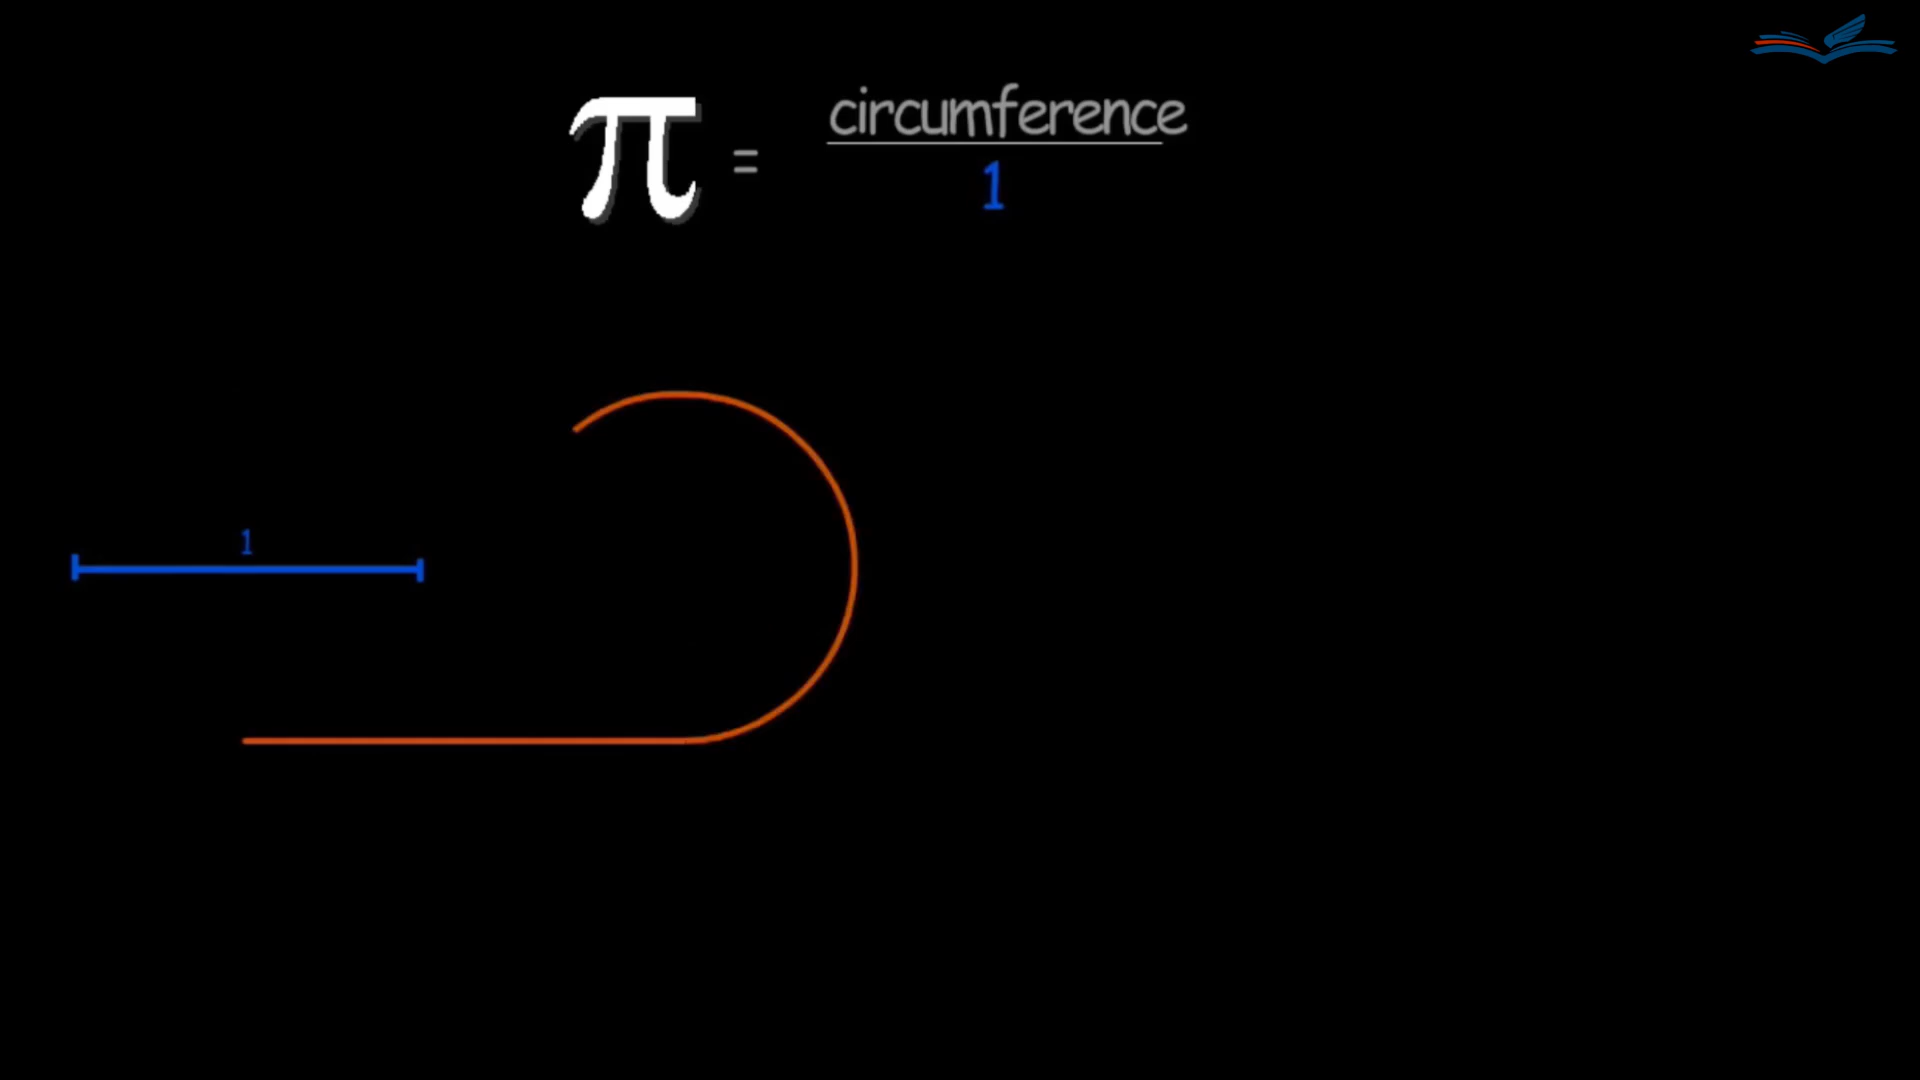 π = circumference
1
1